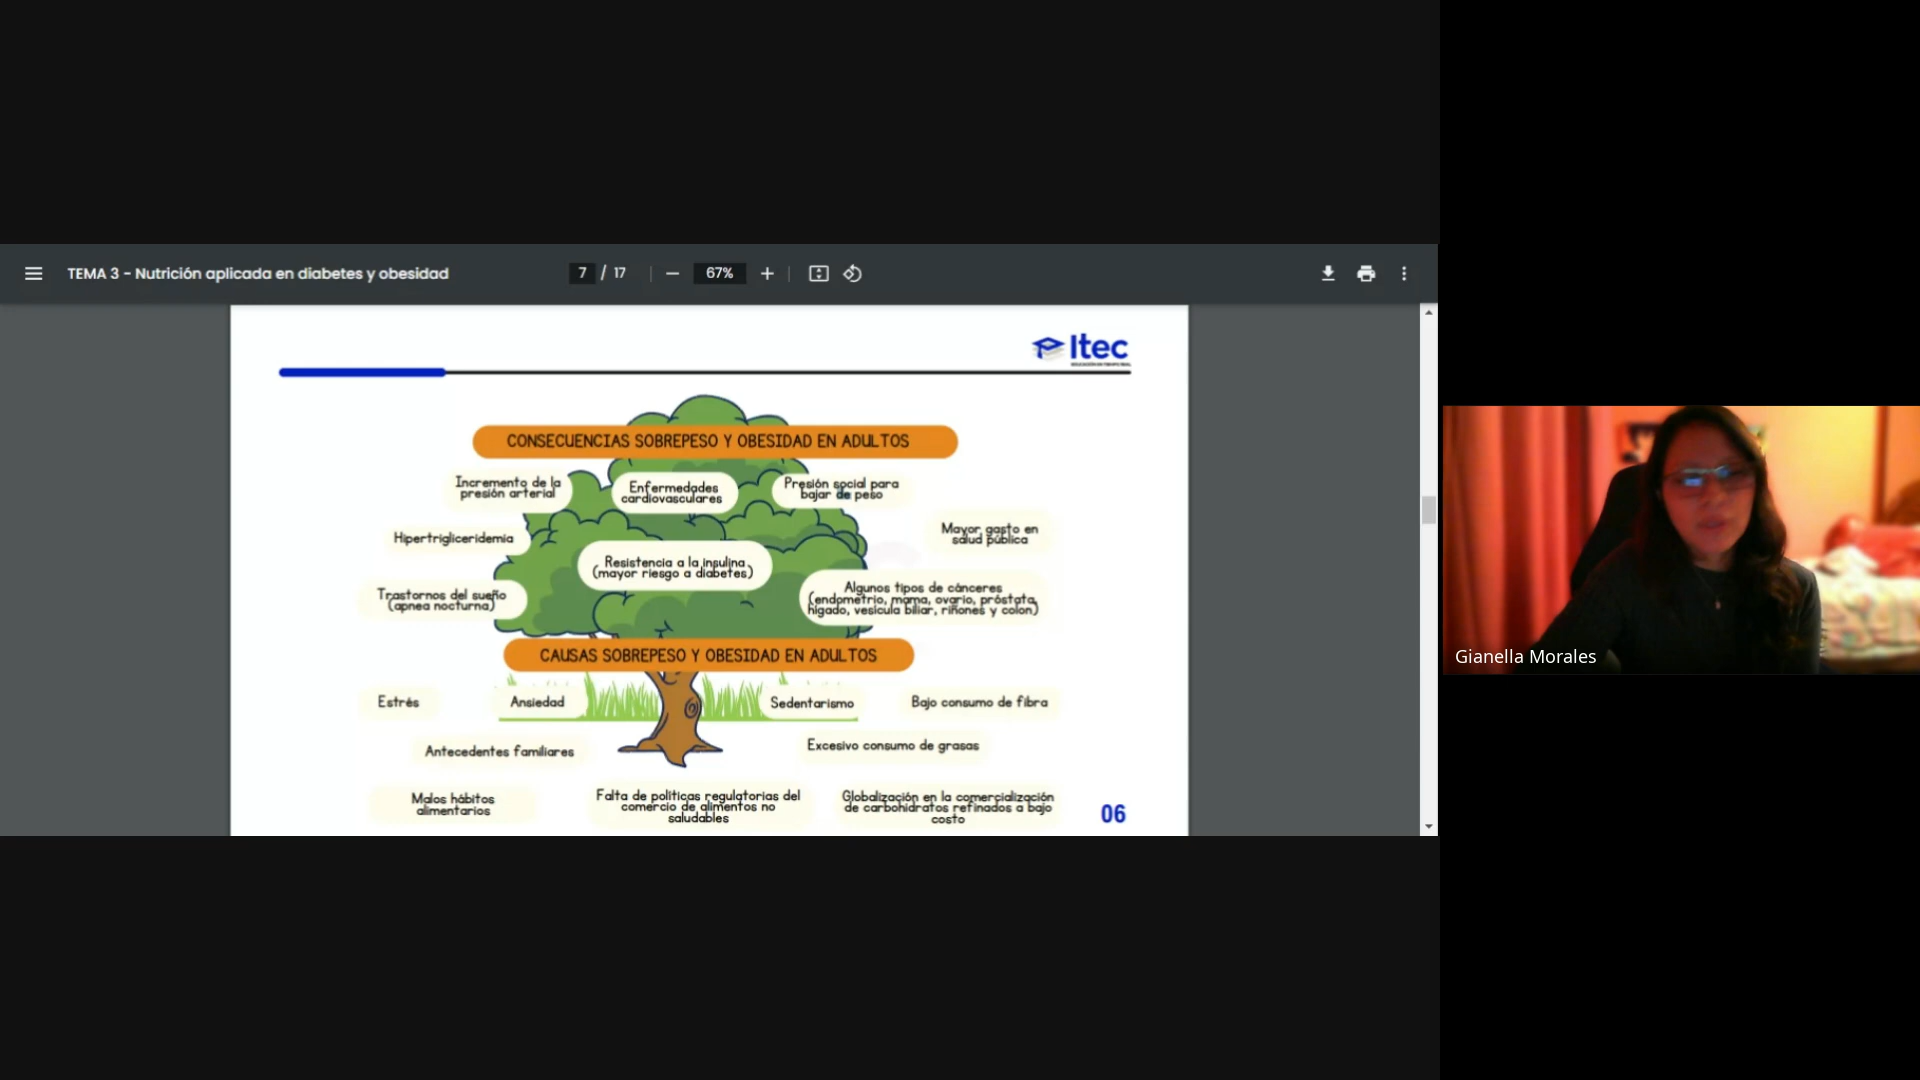 TEMA 3 - Nutrición aplicada en diabetes y obesidad
7 / 17
67%
Itec
CONSECUENCIAS SOBREPESO Y OBESIDAD EN ADULTOS
Incremento de la
presión arterial
Enfermedades
cardiovasculares
Presión social para
bajar de peso
Hipertrigliceridemia
Mayor gasto en
salud pública
Resistencia a la insulina
(mayor riesgo a diabetes)
Trastornos del sueño
(apnea nocturna)
Algunos tipos de cánceres
(endometrio, mama, ovario, próstata,
hígado, vesícula biliar, riñones y colon)
CAUSAS SOBREPESO Y OBESIDAD EN ADULTOS
Estrés
Ansiedad
Sedentarismo
Bajo consumo de fibra
Antecedentes familiares
Excesivo consumo de grasas
Malos hábitos
alimentarios
Falta de políticas regulatorias del
comercio de alimentos no
saludables
Globalización en la comercialización
de carbohidratos refinados a bajo
costo
06
Gianella Morales